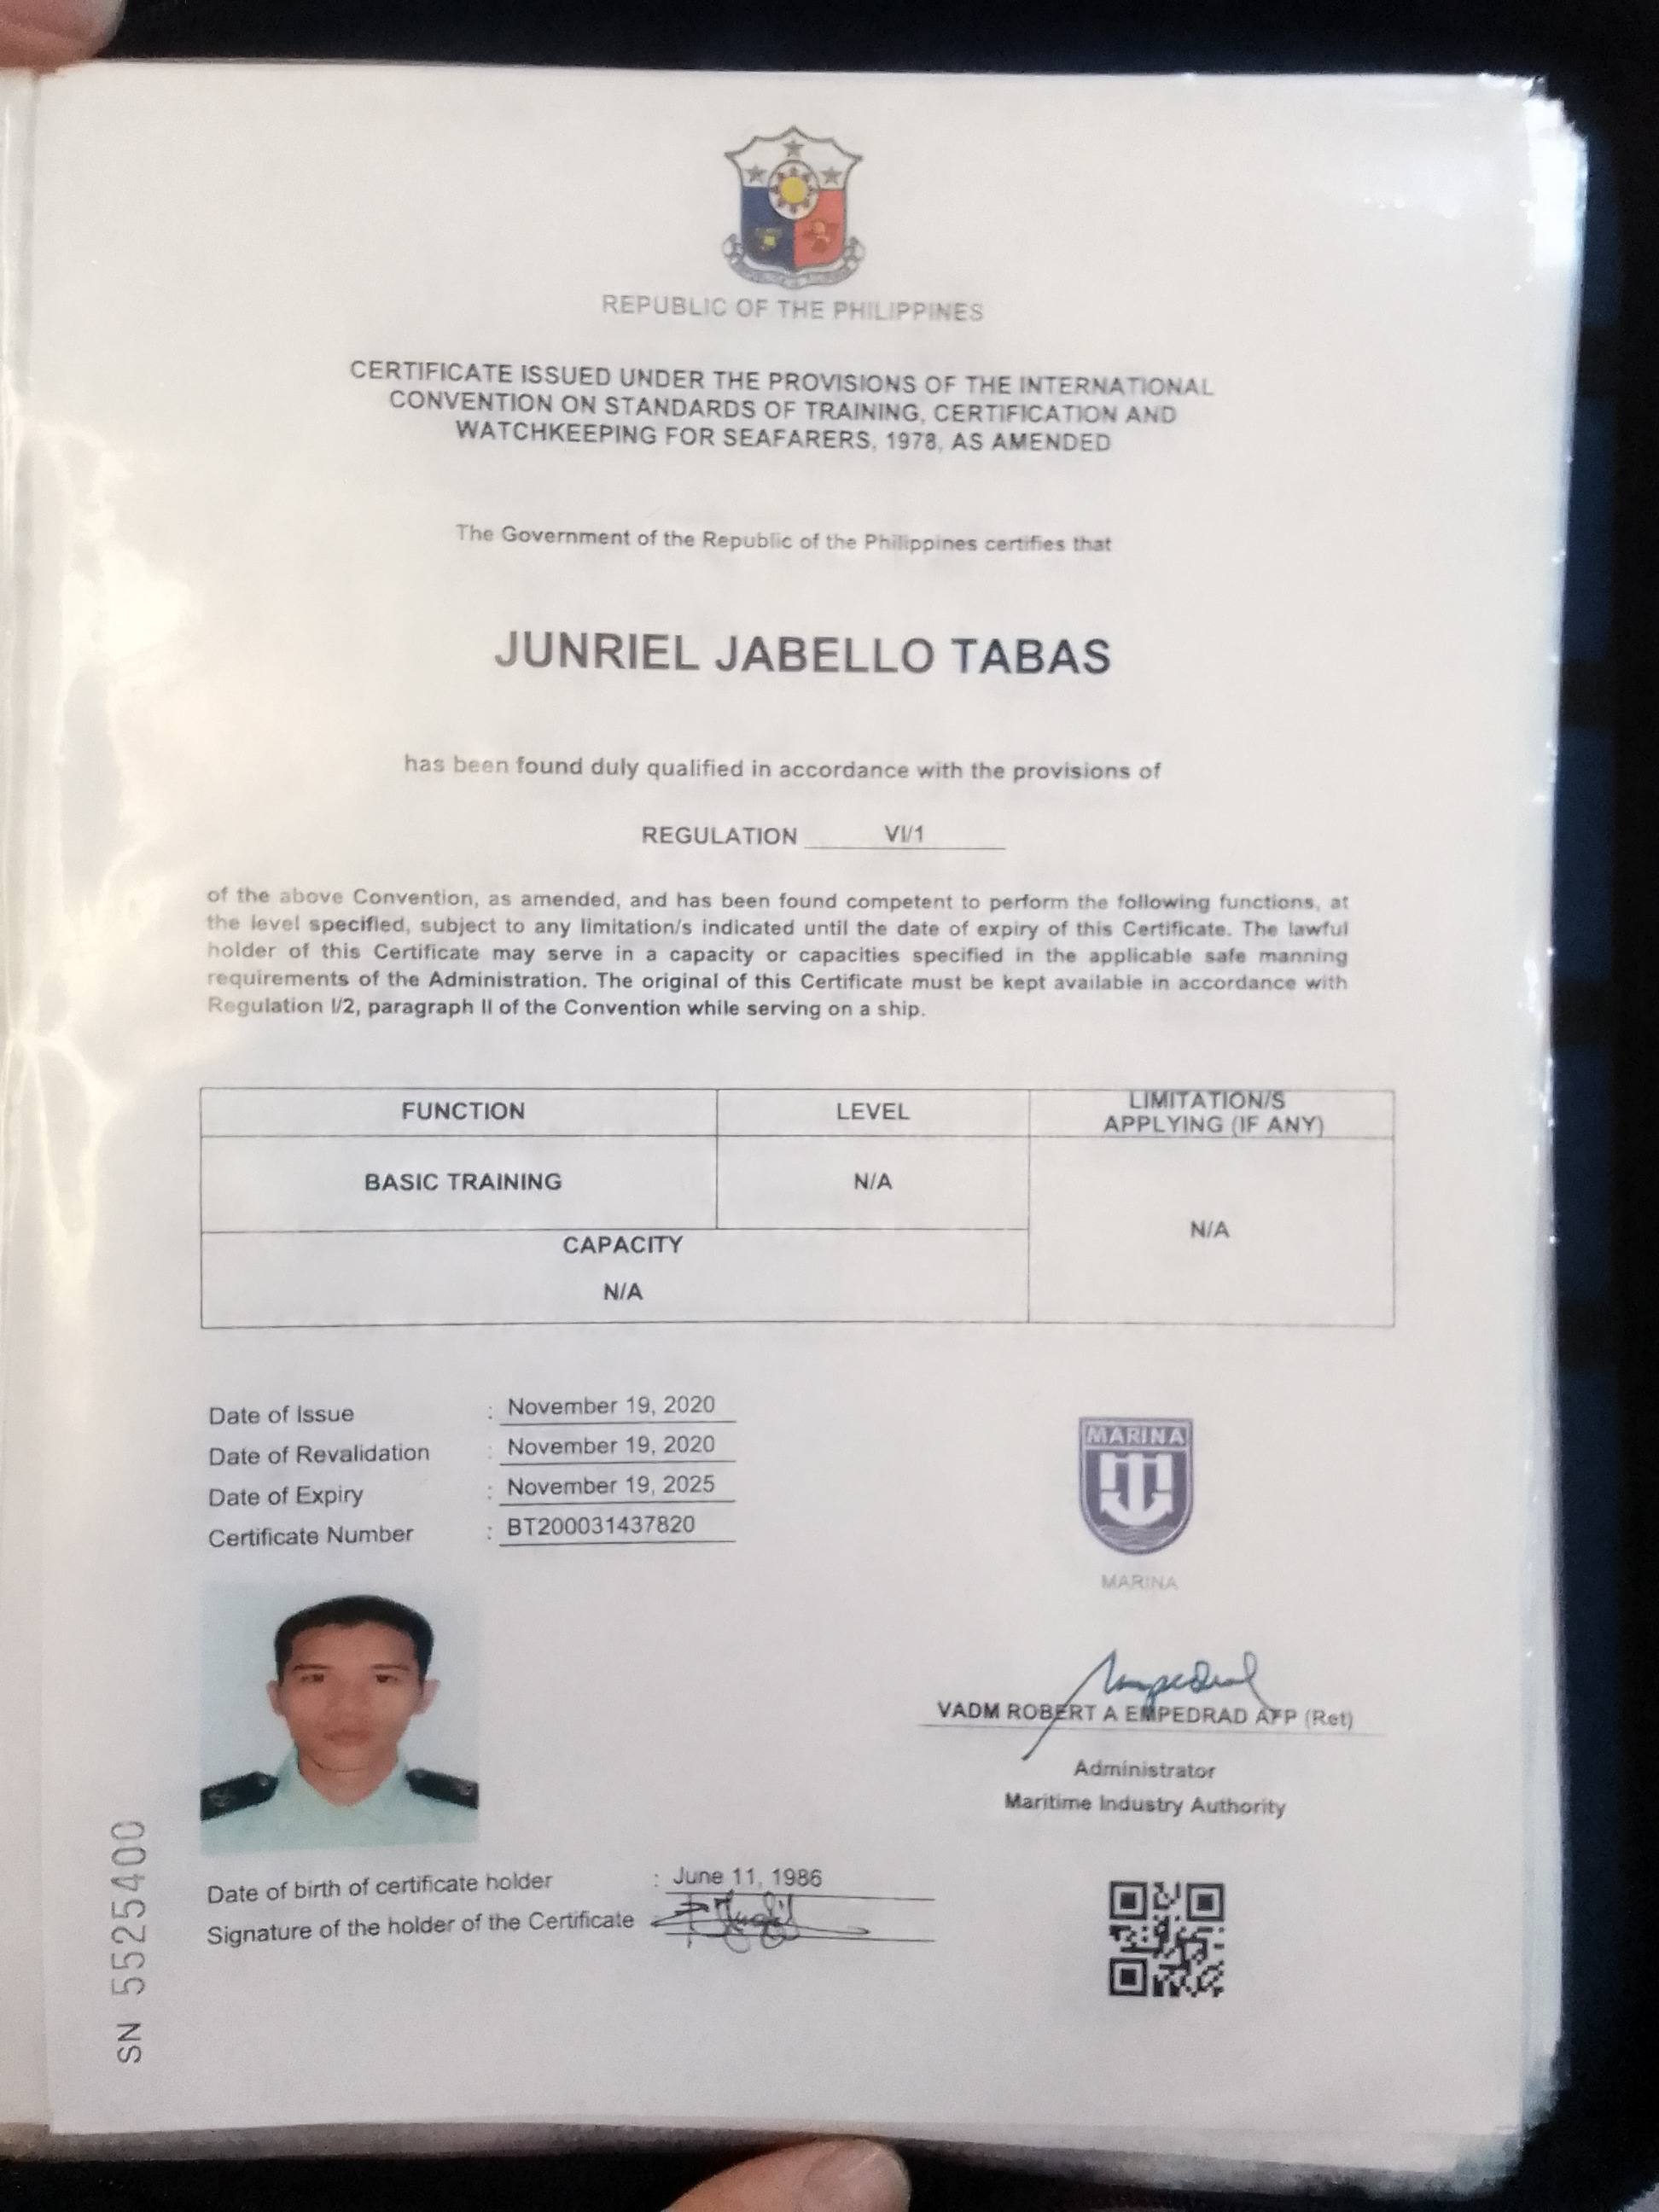 REPUBLIC OF THE PHILIPPINES
CERTIFICATE ISSUED UNDER THE PROVISIONS OF THE INTERNATIONAL
CONVENTION ON STANDARDS OF TRAINING, CERTIFICATION AND
WATCHKEEPING FOR SEAFARERS, 1978, AS AMENDED
The Government of the Republic of the Philippines certifies that
JUNRIEL JABELLO TABAS
has been found duly qualified in accordance with the provisions of
REGULATION VI/1
of the above Convention, as amended, and has been found competent to perform the following functions, at
the level specified, subject to any limitation/s indicated until the date of expiry of this Certificate. The lawful
holder of this Certificate may serve in a capacity or capacities specified in the applicable safe manning
requirements of the Administration. The original of this Certificate must be kept available in accordance with
Regulation I/2, paragraph II of the Convention while serving on a ship.
FUNCTION LEVEL LIMITATION/S
APPLYING (IF ANY)
BASIC TRAINING N/A N/A
CAPACITY
N/A
Date of Issue : November 19, 2020
Date of Revalidation : November 19, 2020
Date of Expiry : November 19, 2025
Certificate Number : BT200031437820
MARINA
MARINA
VADM ROBERT A EMPEDRAD AFP (Ret)
Administrator
Maritime Industry Authority
Date of birth of certificate holder : June 11, 1986
Signature of the holder of the Certificate
SN 5525400